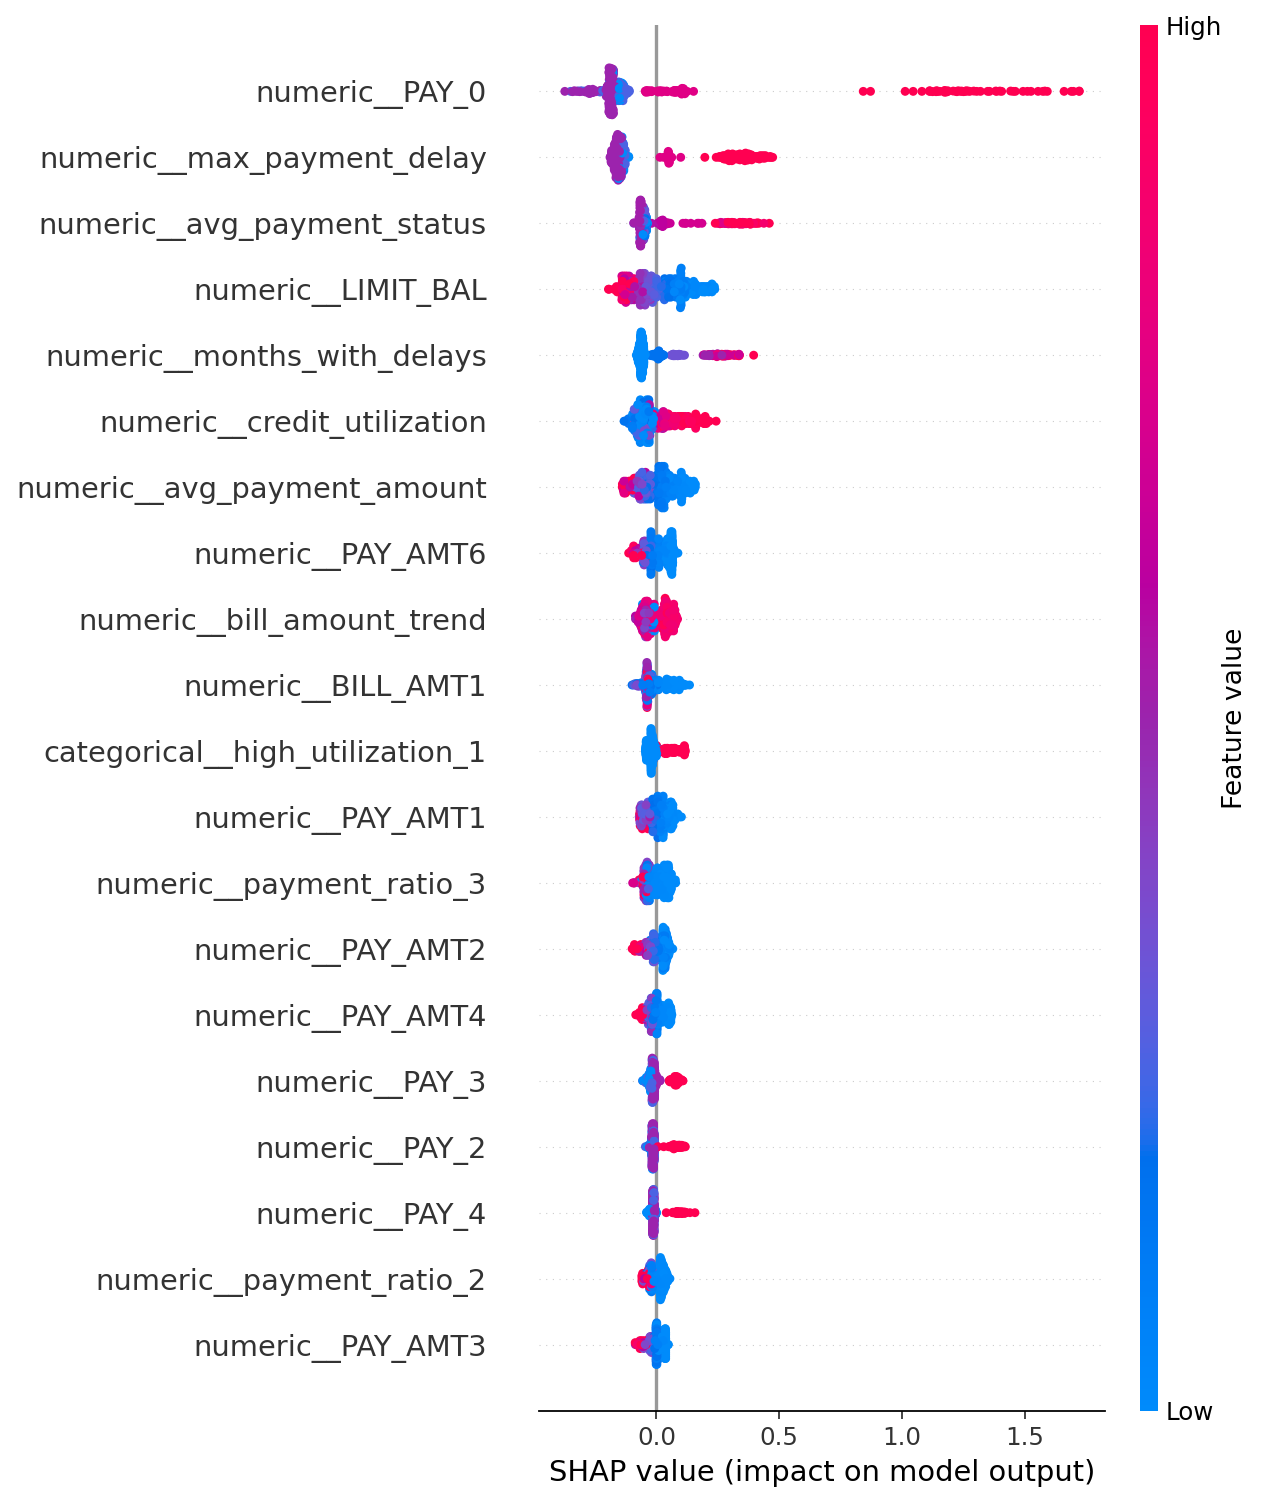 High
numeric__PAY_0
numeric__max_payment_delay
numeric__avg_payment_status
numeric__LIMIT_BAL
numeric__months_with_delays
numeric__credit_utilization
numeric__avg_payment_amount
numeric__PAY_AMT6
numeric__bill_amount_trend
numeric__BILL_AMT1
categorical__high_utilization_1
numeric__PAY_AMT1
numeric__payment_ratio_3
numeric__PAY_AMT2
numeric__PAY_AMT4
numeric__PAY_3
numeric__PAY_2
numeric__PAY_4
numeric__payment_ratio_2
numeric__PAY_AMT3
Feature value
Low
0.0 0.5 1.0 1.5
SHAP value (impact on model output)